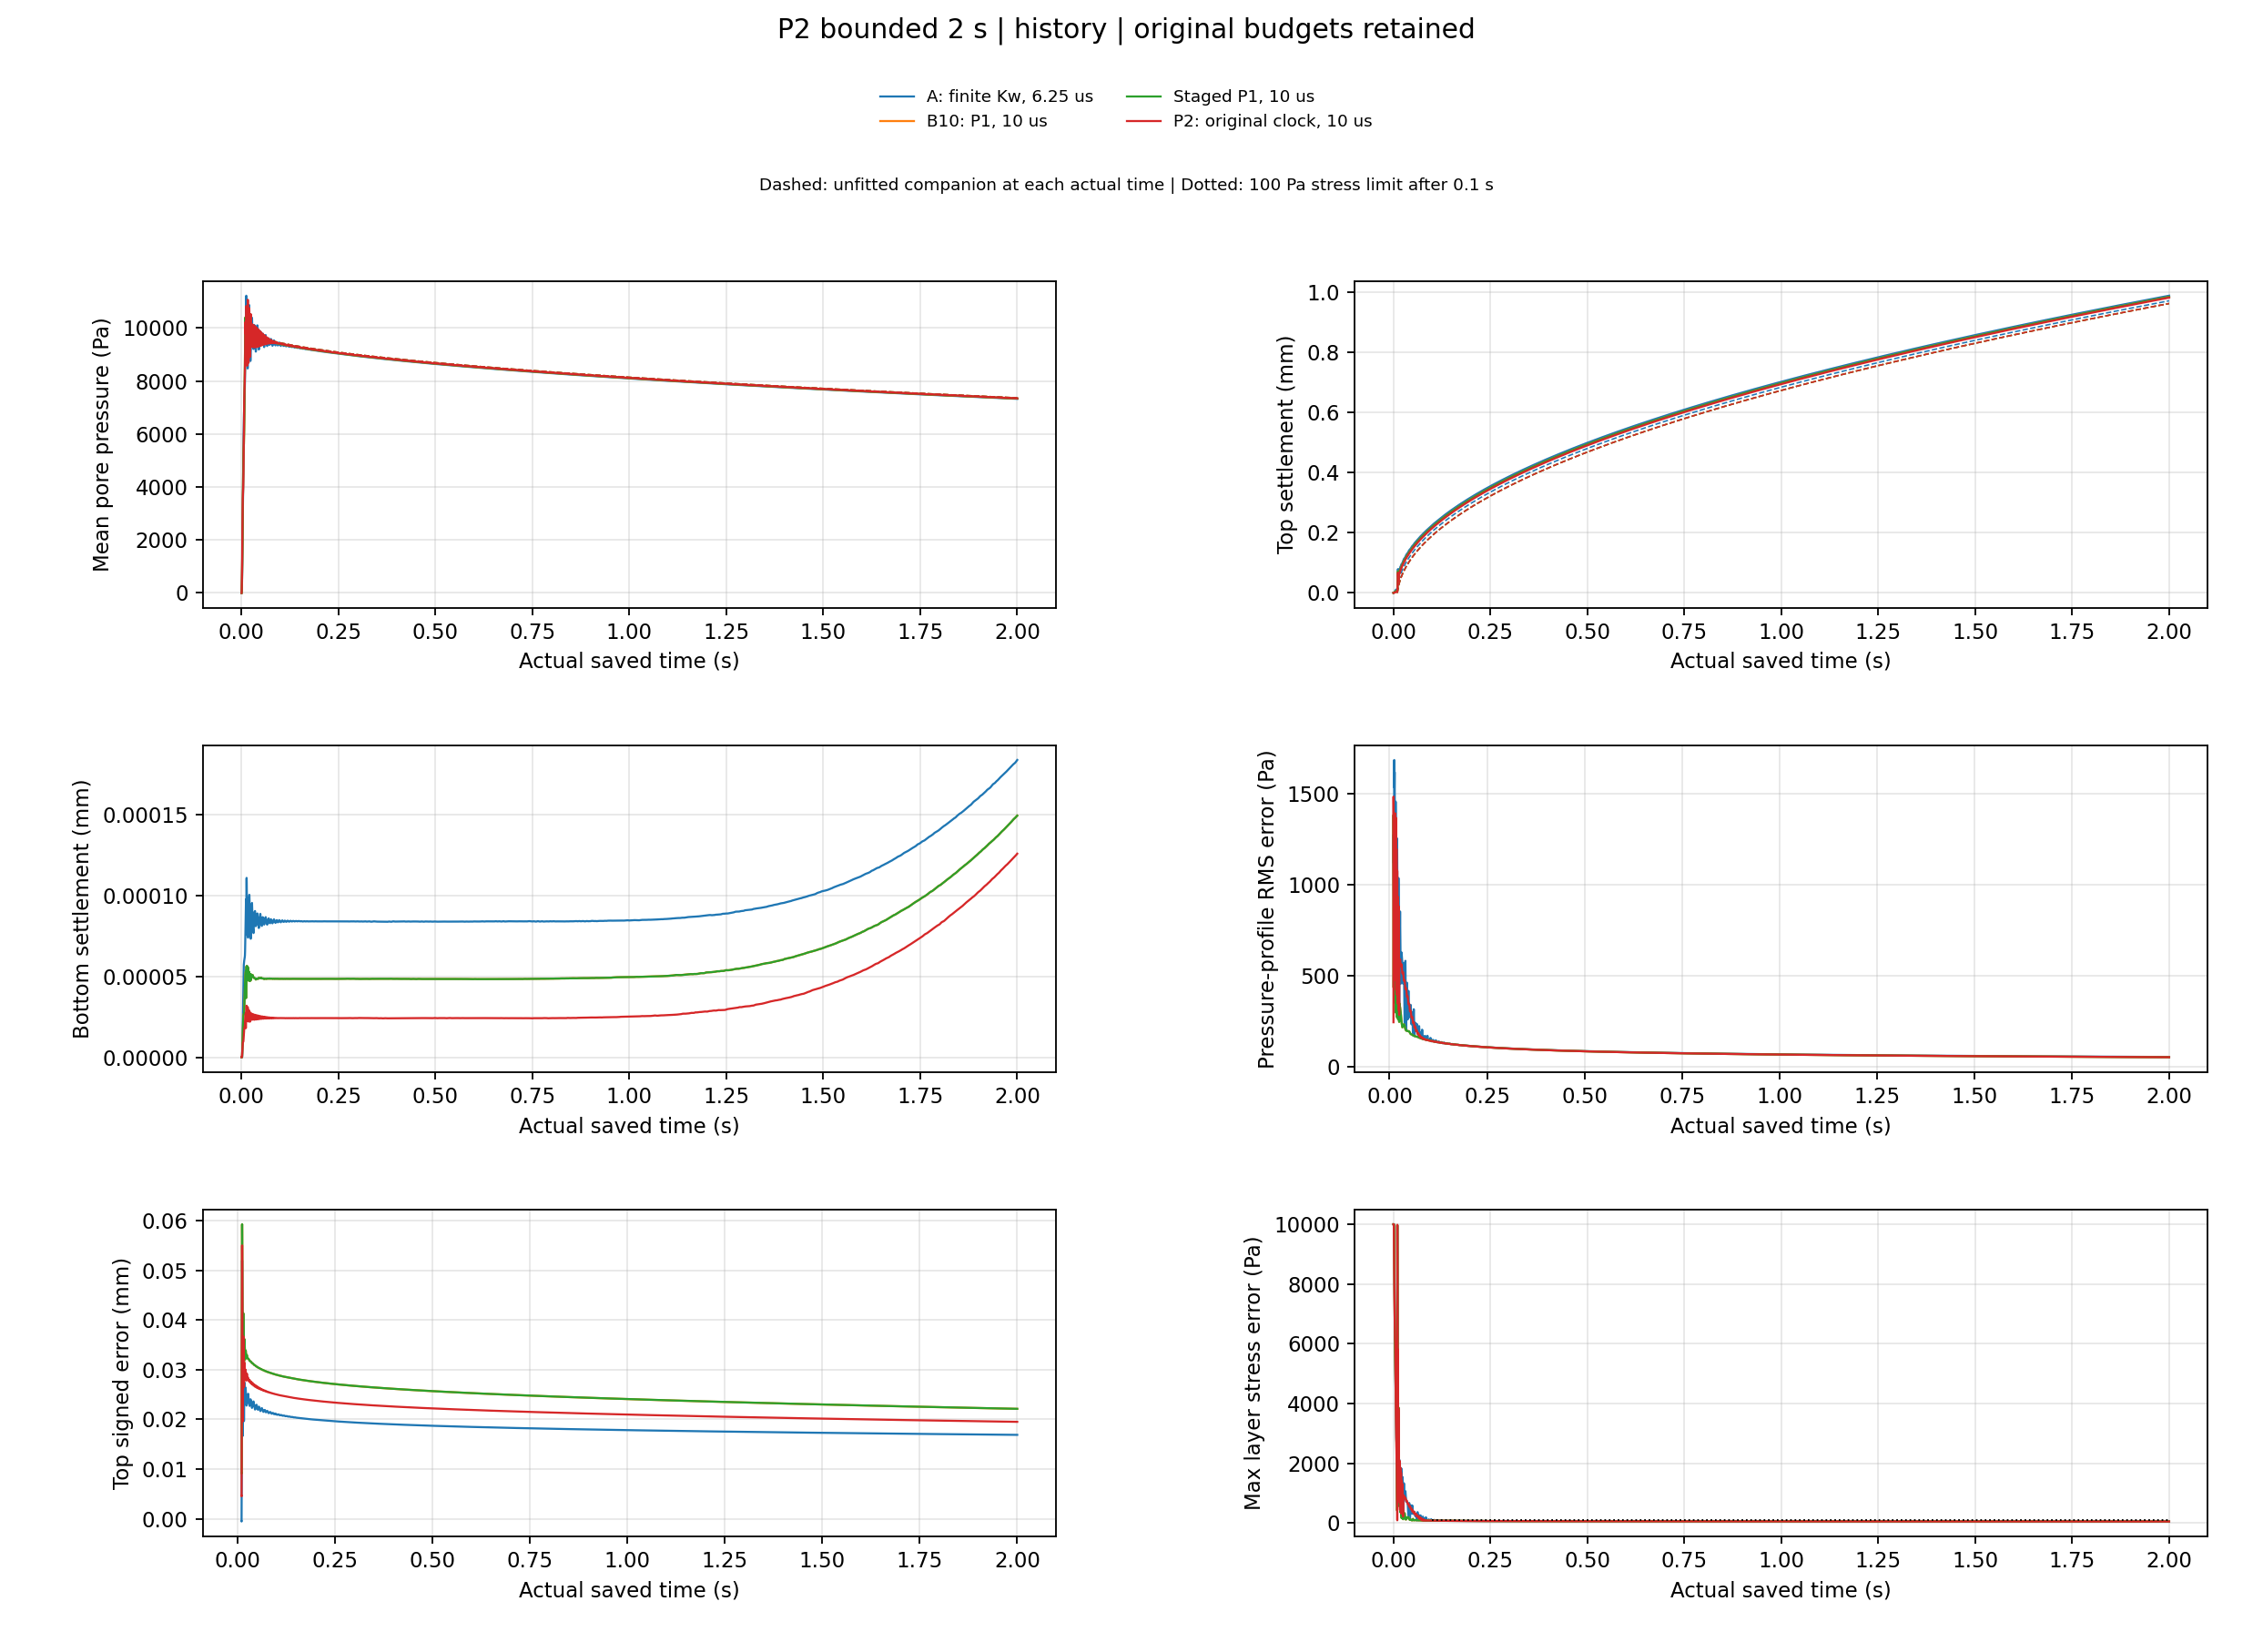 P2 bounded 2 s | history | original budgets retained
A: finite Kw, 6.25 us
B10: P1, 10 us
Staged P1, 10 us
P2: original clock, 10 us
Dashed: unfitted companion at each actual time | Dotted: 100 Pa stress limit after 0.1 s
Mean pore pressure (Pa)
10000
8000
6000
4000
2000
0
0.00 0.25 0.50 0.75 1.00 1.25 1.50 1.75 2.00
Actual saved time (s)
Top settlement (mm)
1.0
0.8
0.6
0.4
0.2
0.0
0.00 0.25 0.50 0.75 1.00 1.25 1.50 1.75 2.00
Actual saved time (s)
Bottom settlement (mm)
0.00015
0.00010
0.00005
0.00000
0.00 0.25 0.50 0.75 1.00 1.25 1.50 1.75 2.00
Actual saved time (s)
Pressure-profile RMS error (Pa)
1500
1000
500
0
0.00 0.25 0.50 0.75 1.00 1.25 1.50 1.75 2.00
Actual saved time (s)
Top signed error (mm)
0.06
0.05
0.04
0.03
0.02
0.01
0.00
0.00 0.25 0.50 0.75 1.00 1.25 1.50 1.75 2.00
Actual saved time (s)
Max layer stress error (Pa)
10000
8000
6000
4000
2000
0
0.00 0.25 0.50 0.75 1.00 1.25 1.50 1.75 2.00
Actual saved time (s)